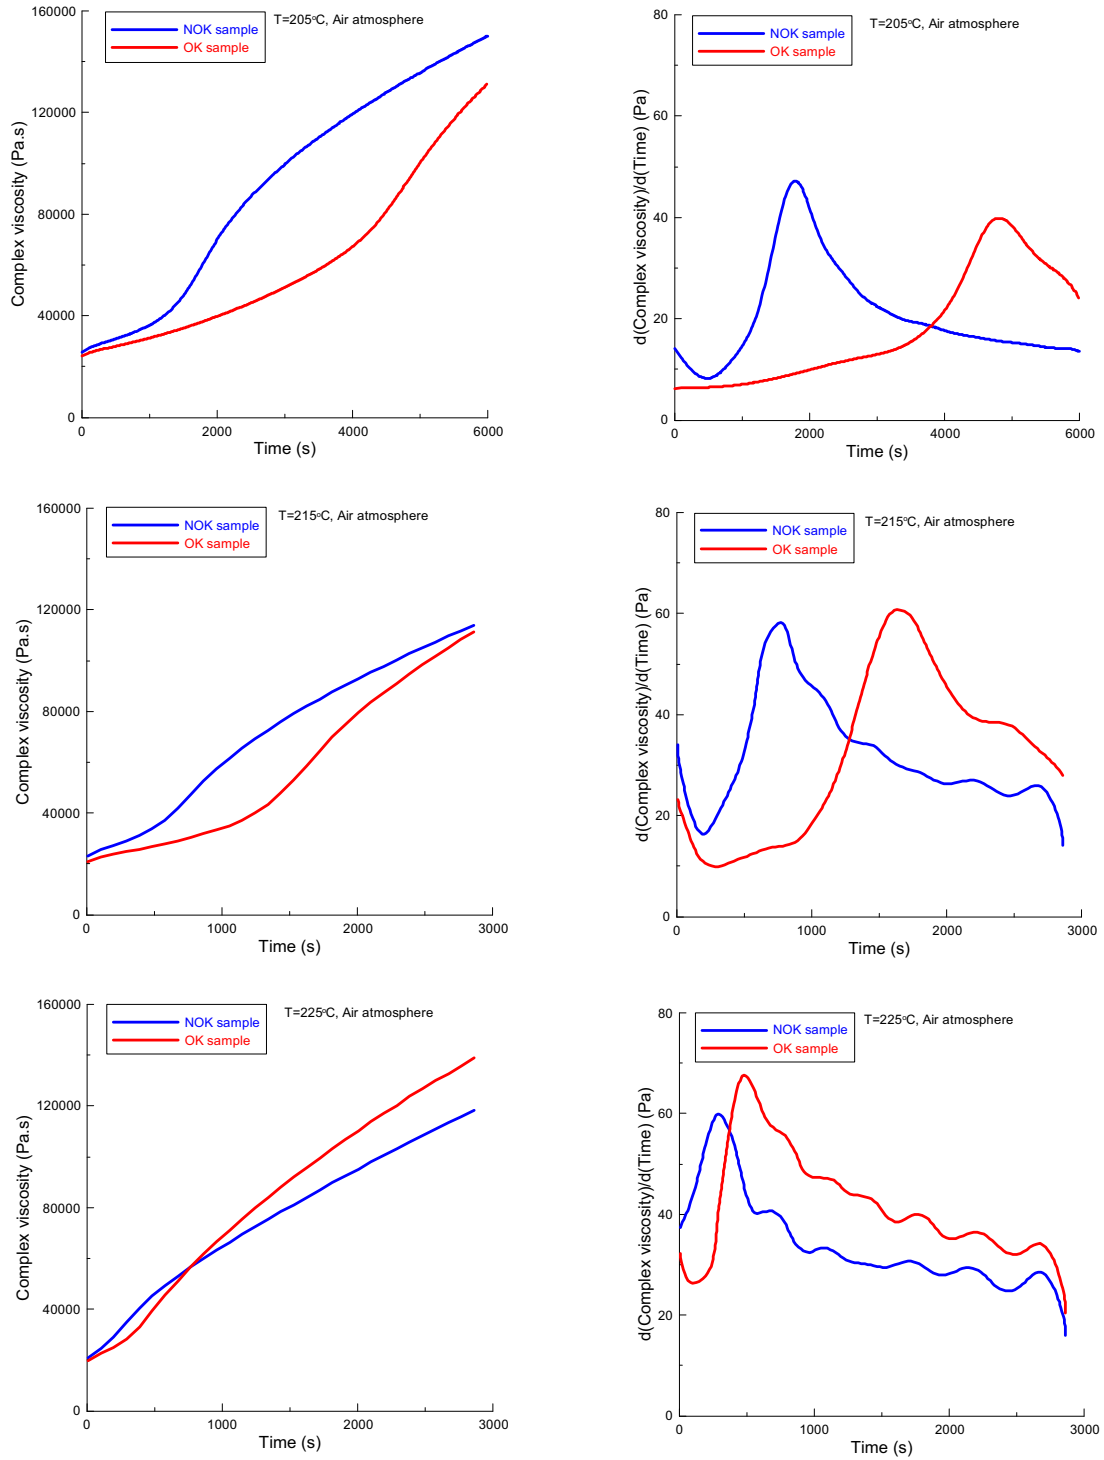 160000
120000
80000
40000
0
Complex viscosity (Pa.s)
NOK sample
OK sample
T=205°C, Air atmosphere
0 2000 4000 6000
Time (s)
80
60
40
20
0
d(Complex viscosity)/d(Time) (Pa)
NOK sample
OK sample
T=205°C, Air atmosphere
0 2000 4000 6000
Time (s)
160000
120000
80000
40000
0
Complex viscosity (Pa.s)
NOK sample
OK sample
T=215°C, Air atmosphere
0 1000 2000 3000
Time (s)
80
60
40
20
0
d(Complex viscosity)/d(Time) (Pa)
NOK sample
OK sample
T=215°C, Air atmosphere
0 1000 2000 3000
Time (s)
160000
120000
80000
40000
0
Complex viscosity (Pa.s)
NOK sample
OK sample
T=225°C, Air atmosphere
0 1000 2000 3000
Time (s)
80
60
40
20
0
d(Complex viscosity)/d(Time) (Pa)
NOK sample
OK sample
T=225°C, Air atmosphere
0 1000 2000 3000
Time (s)